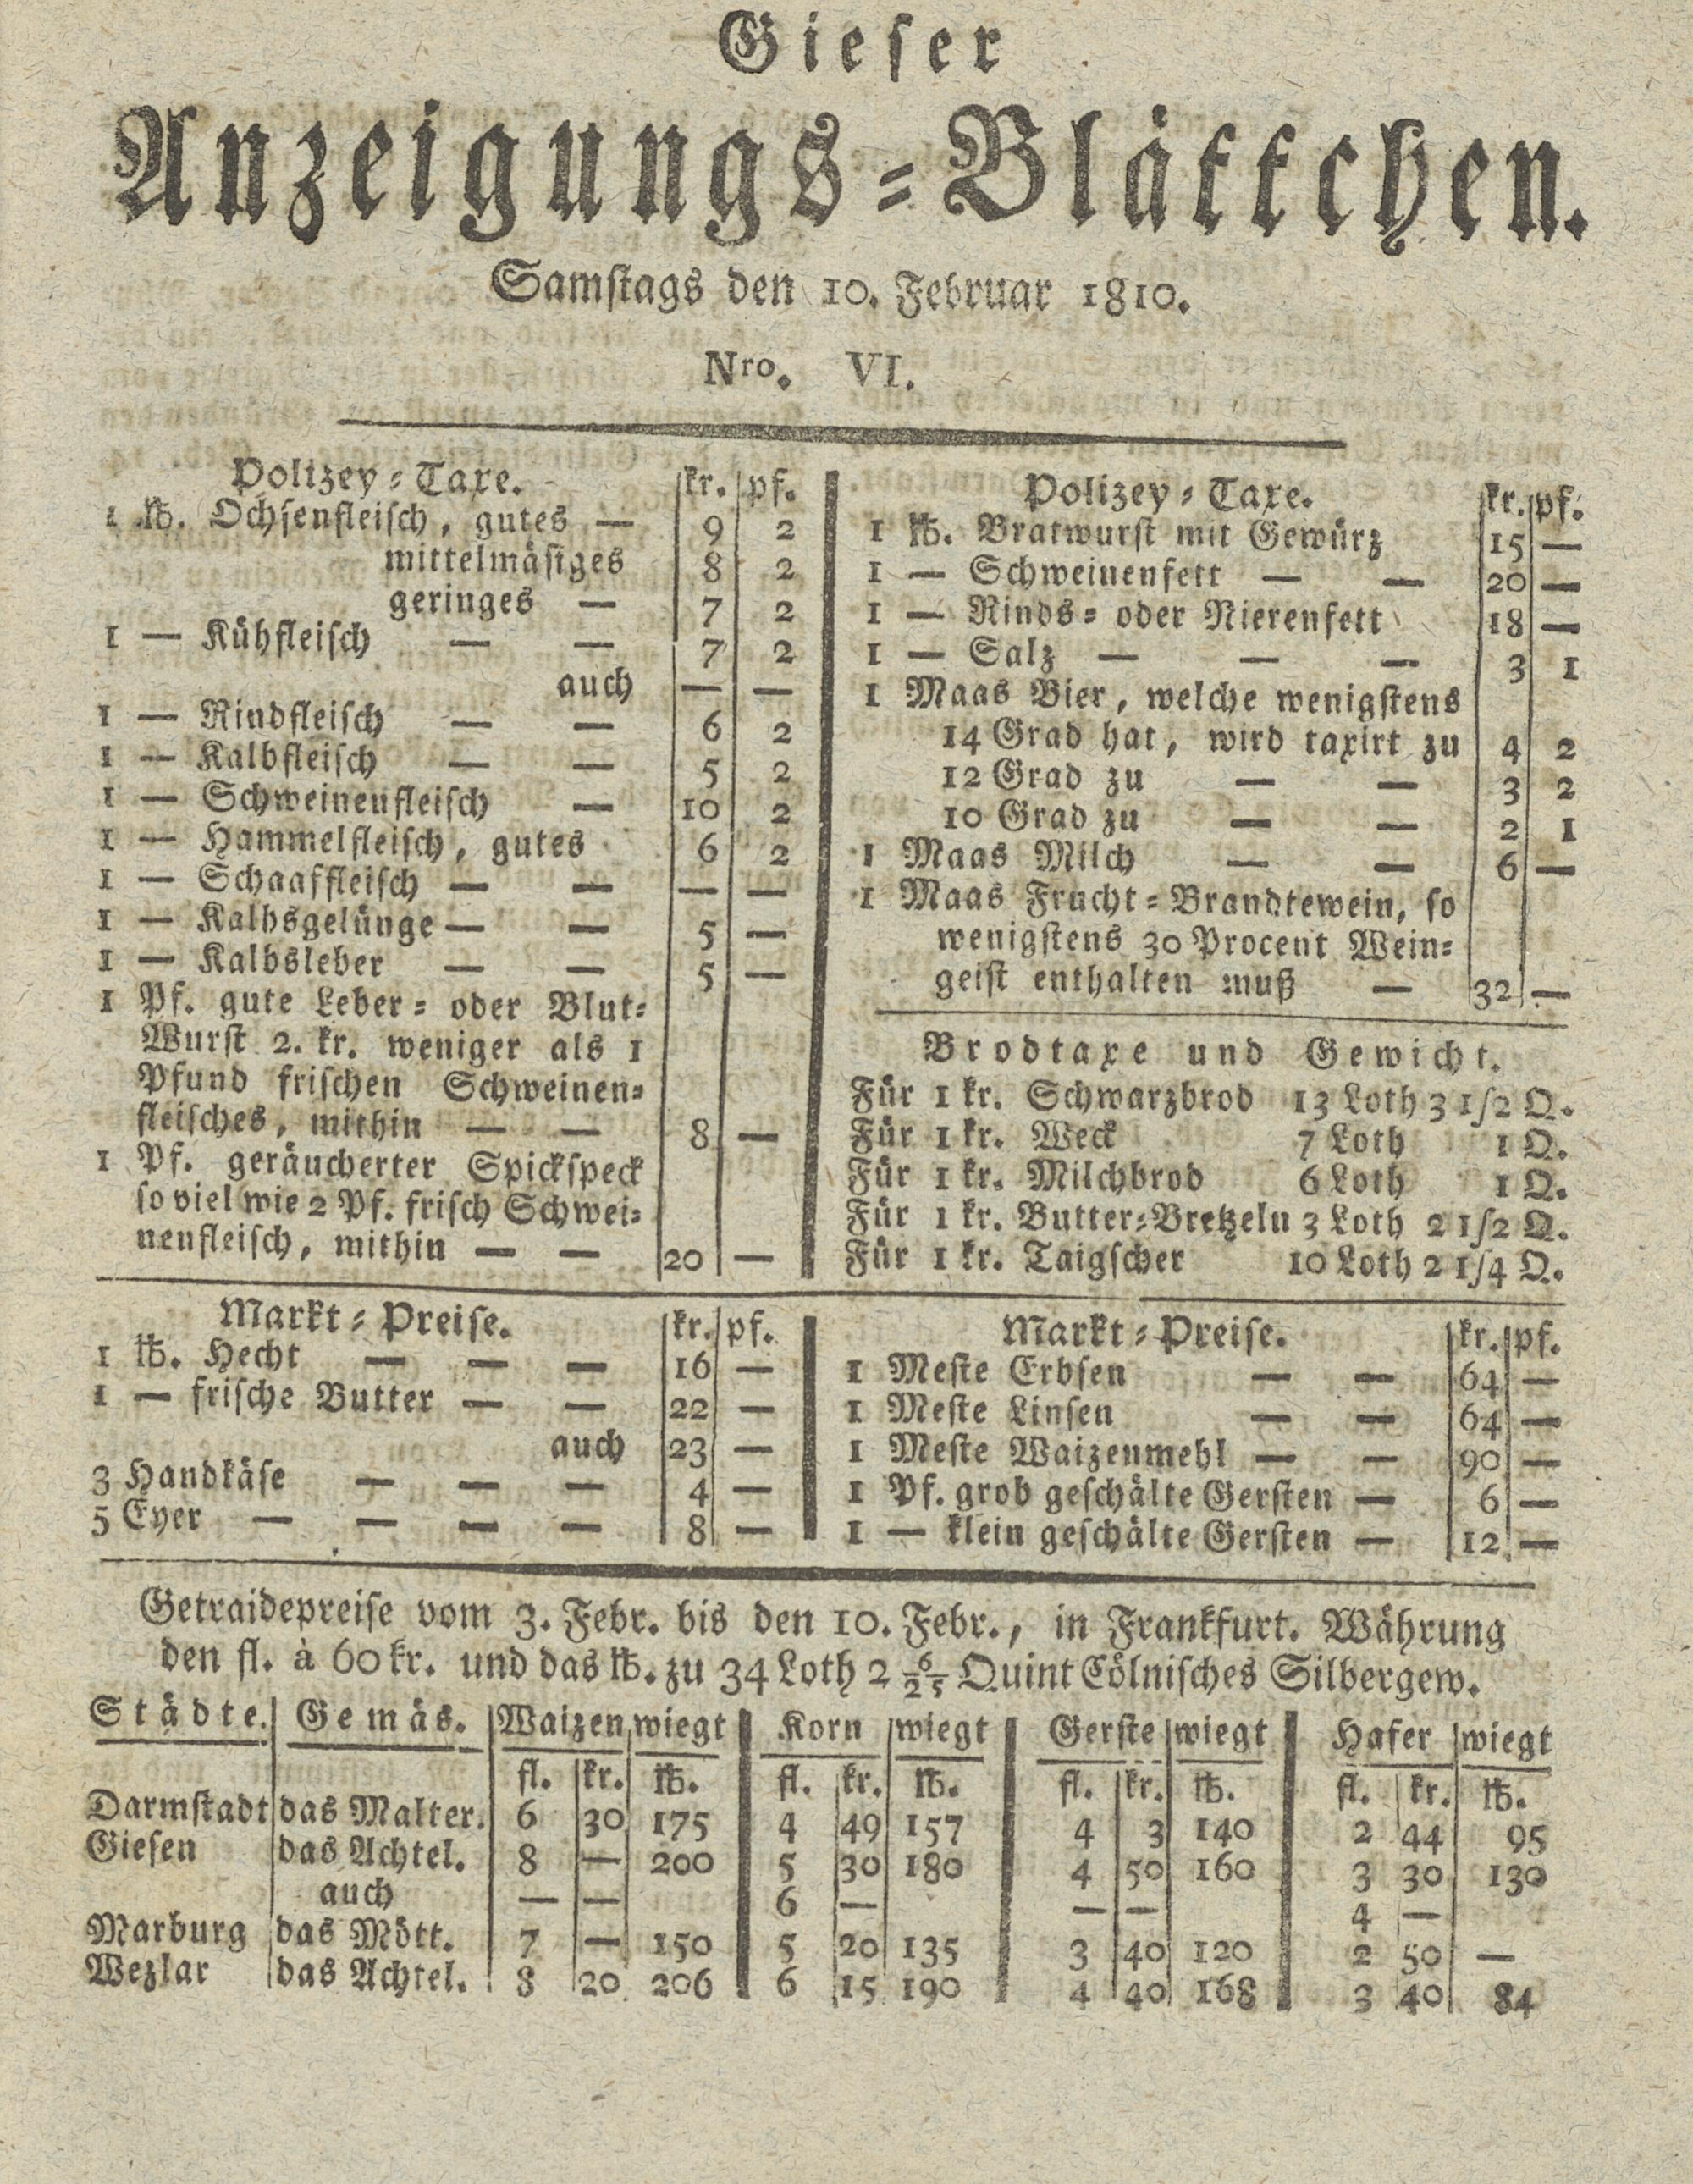 Gieser
Anzeigungs-Blättchen.
Samstags den 10. Februar 1810.
Nro. VI.
Polizey-Taxe. kr. pf.
1 ℔. Ochsenfleisch, gutes — 9 2
mittelmäsiges 8 2
geringes — 7 2
1 — Kühfleisch — — 7 2
auch — —
1 — Rindfleisch — — 6 2
1 — Kalbfleisch — — 5 2
1 — Schweinenfleisch — 10 2
1 — Hammelfleisch, gutes 6 2
1 — Schaaffleisch — — — —
1 — Kalbsgelünge — — 5 —
1 — Kalbsleber — — 5 —
1 Pf. gute Leber- oder Blut-
Wurst 2. kr. weniger als 1
Pfund frischen Schweinen-
fleisches, mithin — — 8 —
1 Pf. geräucherter Spickspeck
so viel wie 2 Pf. frisch Schwei-
nenfleisch, mithin — — 20 —
Polizey-Taxe. kr. pf.
1 ℔. Bratwurst mit Gewürz 15 —
1 — Schweinenfett — — 20 —
1 — Rinds- oder Nierenfett 18 —
1 — Salz — — — 3 1
1 Maas Bier, welche wenigstens
14 Grad hat, wird taxirt zu 4 2
12 Grad zu — — 3 2
10 Grad zu — — 2 1
1 Maas Milch — — 6 —
1 Maas Frucht-Brandtewein, so
wenigstens 30 Procent Wein-
geist enthalten muß — 32 —
Brodtaxe und Gewicht.
Für 1 kr. Schwarzbrod 13 Loth 3 1/2 Q.
Für 1 kr. Weck 7 Loth 1 Q.
Für 1 kr. Milchbrod 6 Loth 1 Q.
Für 1 kr. Butter-Bretzeln 3 Loth 2 1/2 Q.
Für 1 kr. Taigscher 10 Loth 2 1/4 Q.
Markt-Preise. kr. pf.
1 ℔. Hecht — — — 16 —
1 — frische Butter — — 22 —
auch 23 —
3 Handkäse — — — 4 —
5 Eyer — — — — 8 —
Markt-Preise. kr. pf.
1 Meste Erbsen — — 64 —
1 Meste Linsen — — 64 —
1 Meste Waizenmehl — — 90 —
1 Pf. grob geschälte Gersten — 6 —
1 — klein geschälte Gersten — 12 —
Getraidepreise vom 3. Febr. bis den 10. Febr., in Frankfurt. Währung
den fl. à 60 kr. und das ℔. zu 34 Loth 2 6/25 Quint Cölnisches Silbergew.
Städte. Gemäs. Waizen wiegt Korn wiegt Gerste wiegt Hafer wiegt
fl. kr. ℔. fl. kr. ℔. fl. kr. ℔. fl. kr. ℔.
Darmstadt das Malter. 6 30 175 4 49 157 4 3 140 2 44 95
Giesen das Achtel. 8 — 200 5 30 180 4 50 160 3 30 130
auch — — 6 — — — 4 —
Marburg das Mött. 7 — 150 5 20 135 3 40 120 2 50 —
Wezlar das Achtel. 8 20 206 6 15 190 4 40 168 3 40 84